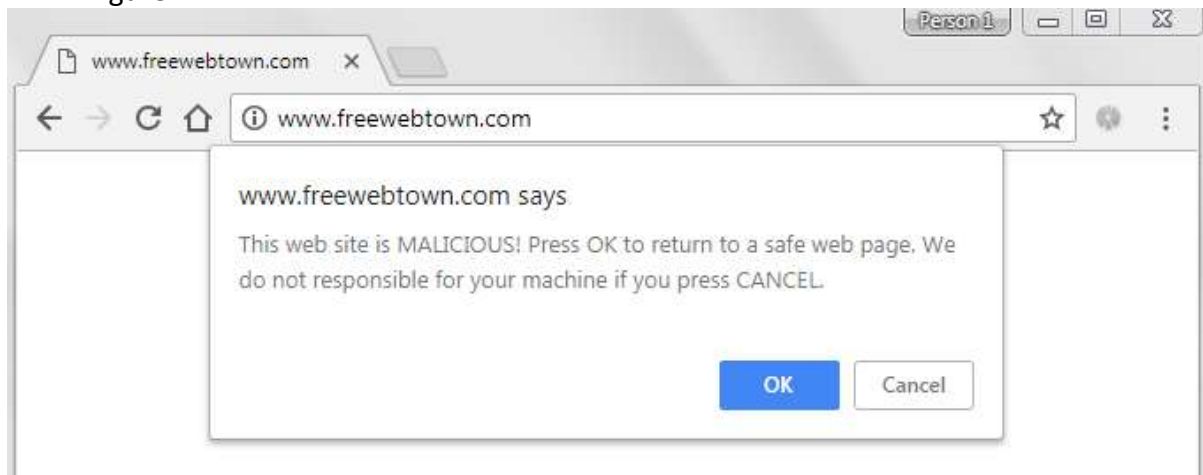 Person 1
www.freewebtown.com
www.freewebtown.com
www.freewebtown.com says
This web site is MALICIOUS! Press OK to return to a safe web page. We
do not responsible for your machine if you press CANCEL.
OK Cancel